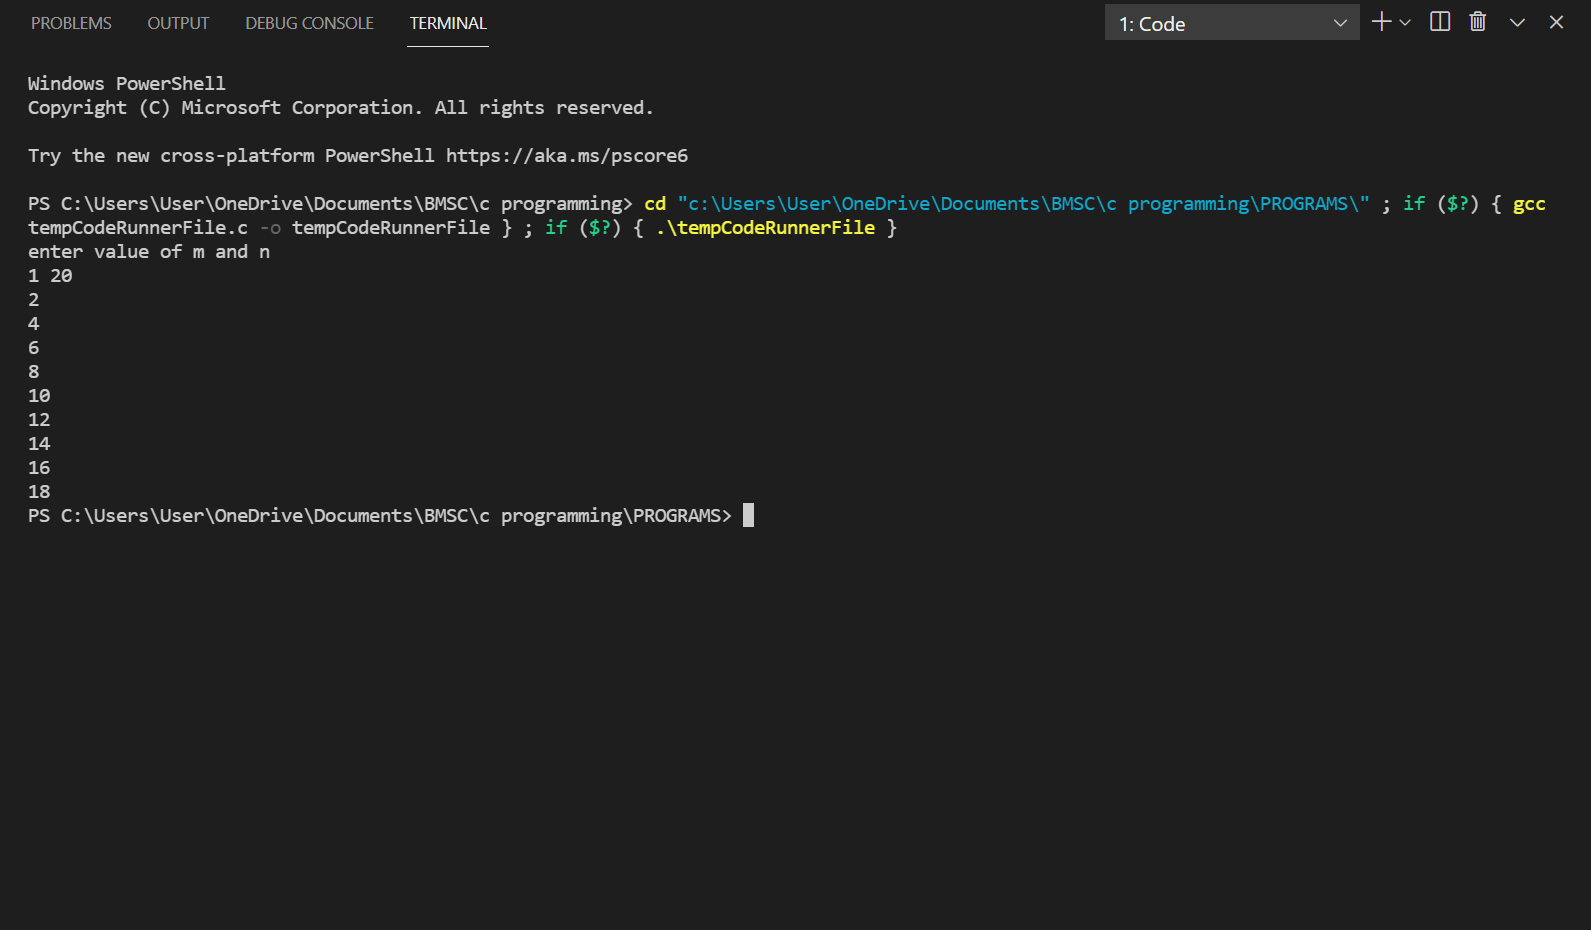 PROBLEMS OUTPUT DEBUG CONSOLE TERMINAL 1: Code
Windows PowerShell
Copyright (C) Microsoft Corporation. All rights reserved.
Try the new cross-platform PowerShell https://aka.ms/pscore6
PS C:\Users\User\OneDrive\Documents\BMSC\c programming> cd "c:\Users\User\OneDrive\Documents\BMSC\c programming\PROGRAMS\" ; if ($?) { gcc
tempCodeRunnerFile.c -o tempCodeRunnerFile } ; if ($?) { .\tempCodeRunnerFile }
enter value of m and n
1 20
2
4
6
8
10
12
14
16
18
PS C:\Users\User\OneDrive\Documents\BMSC\c programming\PROGRAMS>